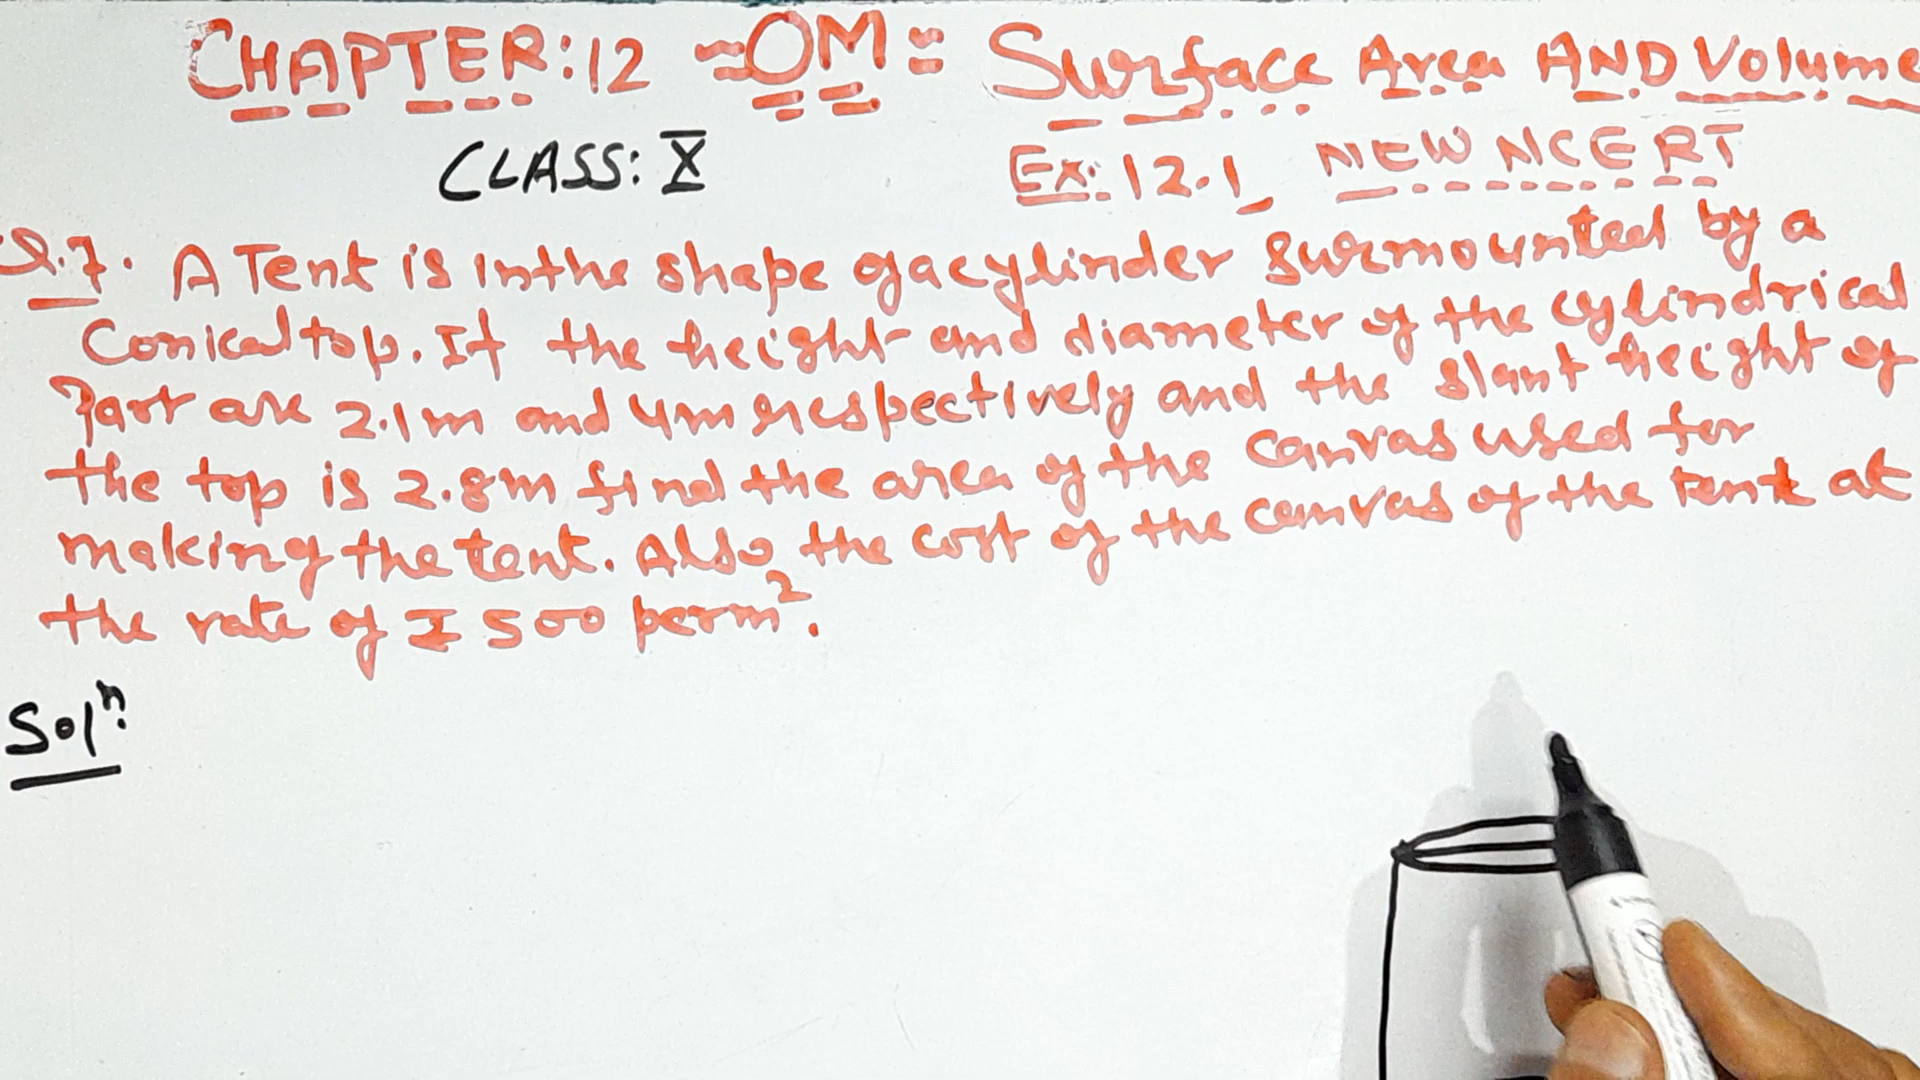 CHAPTER:12 =OM= Surface Area AND Volume
CLASS: X Ex: 12.1 NEW NCERT
Q.7. A Tent is in the shape of a cylinder surmounted by a
Conical top. If the height and diameter of the cylindrical
Part are 2.1m and 4m respectively and the slant height of
the top is 2.8m find the area of the canvas used for
making the tent. Also, the cost of the canvas of the tent at
the rate of ₹ 500 per m².
Solⁿ: